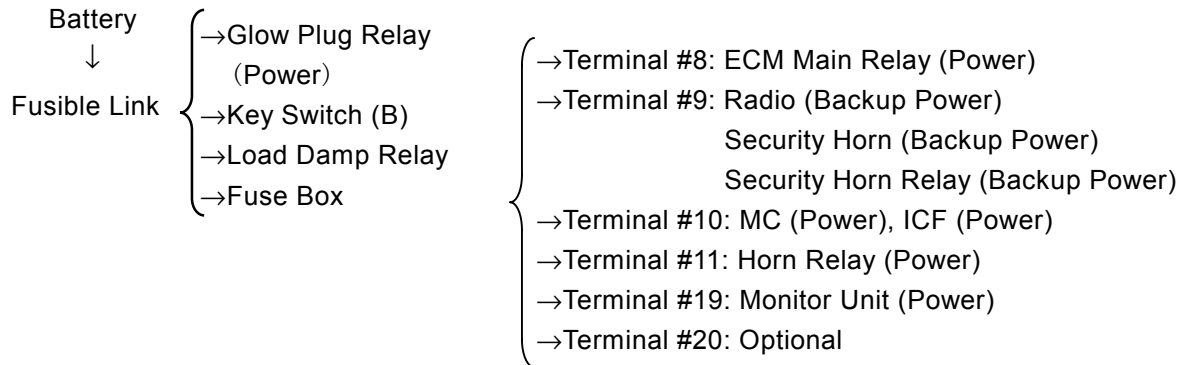 Battery
↓
Fusible Link
→Glow Plug Relay
（Power）
→Key Switch (B)
→Load Damp Relay
→Fuse Box
→Terminal #8: ECM Main Relay (Power)
→Terminal #9: Radio (Backup Power)
Security Horn (Backup Power)
Security Horn Relay (Backup Power)
→Terminal #10: MC (Power), ICF (Power)
→Terminal #11: Horn Relay (Power)
→Terminal #19: Monitor Unit (Power)
→Terminal #20: Optional